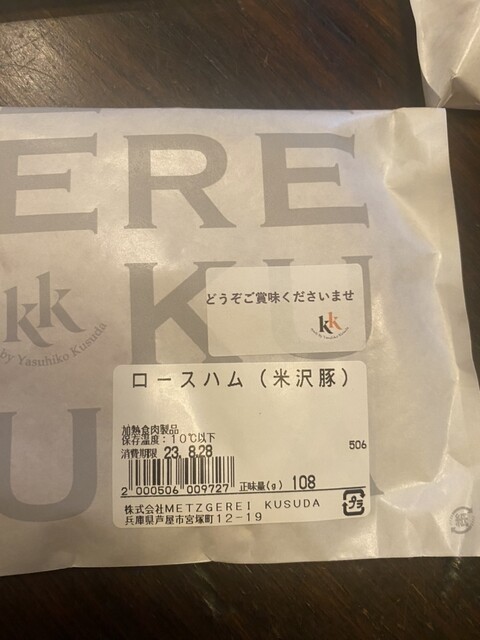 ERE
KU
U
kk
by Yasuhiko Kusuda
どうぞご賞味くださいませ
kk
ロースハム（米沢豚）
加熱食肉製品
保存温度：10℃以下
消費期限 23. 8.28
506
2 000506 009727
正味量(g) 108
株式会社METZGEREI KUSUDA
兵庫県芦屋市宮塚町12-19
プラ